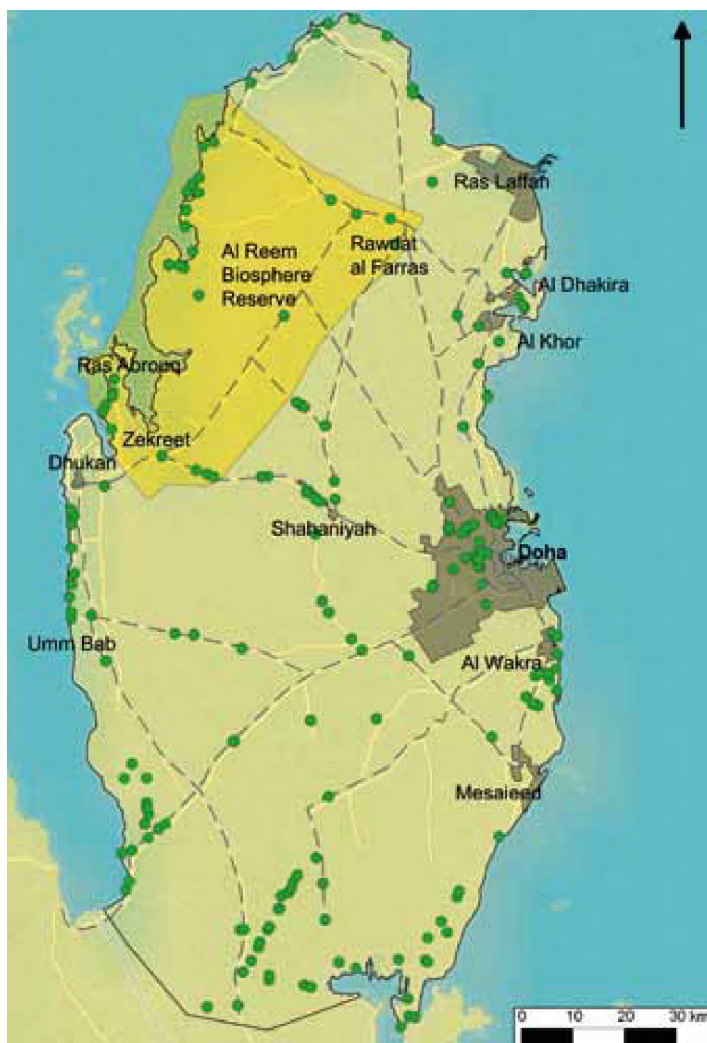 Ras Laffan
Al Reem
Biosphere
Reserve
Rawdat
al Farras
Al Dhakira
Al Khor
Ras Abrouq
Zekreet
Dhukan
Shahaniyah
Doha
Umm Bab
Al Wakra
Mesaieed
0 10 20 30 km